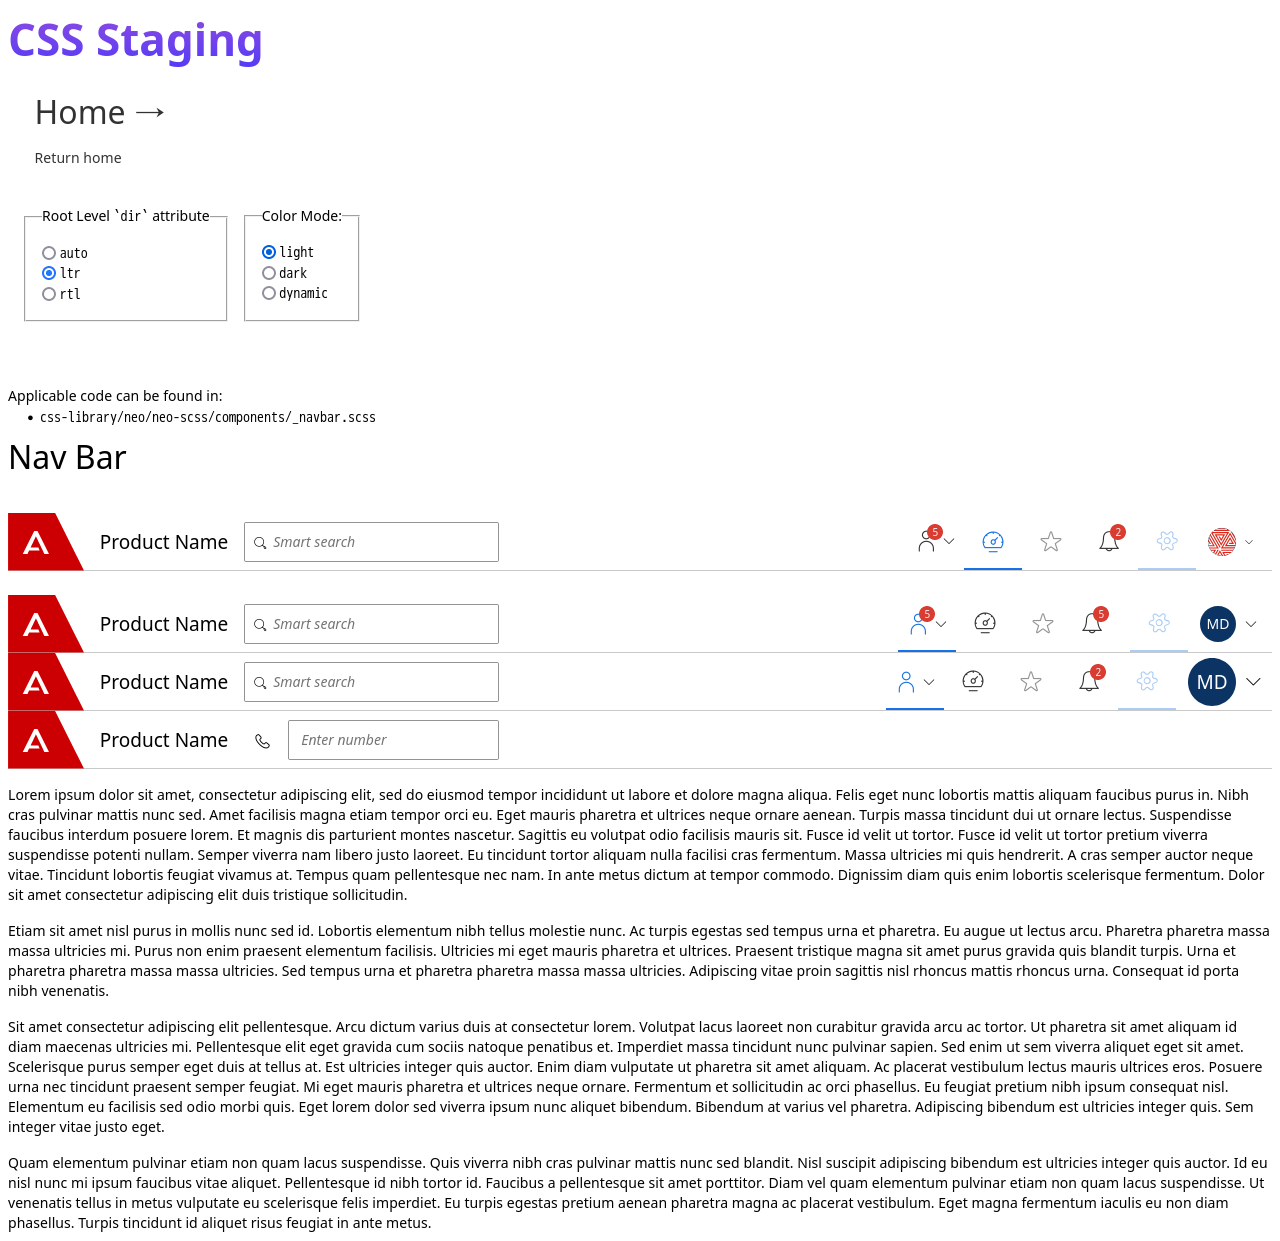 CSS Staging
Home →
Return home
Root Level `dir` attribute
auto
ltr
rtl
Color Mode:
light
dark
dynamic
Applicable code can be found in:
• css-library/neo/neo-scss/components/_navbar.scss
Nav Bar
Product Name Smart search 5 2
Product Name Smart search 5 5 MD
Product Name Smart search 2 MD
Product Name Enter number
Lorem ipsum dolor sit amet, consectetur adipiscing elit, sed do eiusmod tempor incididunt ut labore et dolore magna aliqua. Felis eget nunc lobortis mattis aliquam faucibus purus in. Nibh
cras pulvinar mattis nunc sed. Amet facilisis magna etiam tempor orci eu. Eget mauris pharetra et ultrices neque ornare aenean. Turpis massa tincidunt dui ut ornare lectus. Suspendisse
faucibus interdum posuere lorem. Et magnis dis parturient montes nascetur. Sagittis eu volutpat odio facilisis mauris sit. Fusce id velit ut tortor. Fusce id velit ut tortor pretium viverra
suspendisse potenti nullam. Semper viverra nam libero justo laoreet. Eu tincidunt tortor aliquam nulla facilisi cras fermentum. Massa ultricies mi quis hendrerit. A cras semper auctor neque
vitae. Tincidunt lobortis feugiat vivamus at. Tempus quam pellentesque nec nam. In ante metus dictum at tempor commodo. Dignissim diam quis enim lobortis scelerisque fermentum. Dolor
sit amet consectetur adipiscing elit duis tristique sollicitudin.
Etiam sit amet nisl purus in mollis nunc sed id. Lobortis elementum nibh tellus molestie nunc. Ac turpis egestas sed tempus urna et pharetra. Eu augue ut lectus arcu. Pharetra pharetra massa
massa ultricies mi. Purus non enim praesent elementum facilisis. Ultricies mi eget mauris pharetra et ultrices. Praesent tristique magna sit amet purus gravida quis blandit turpis. Urna et
pharetra pharetra massa massa ultricies. Sed tempus urna et pharetra pharetra massa massa ultricies. Adipiscing vitae proin sagittis nisl rhoncus mattis rhoncus urna. Consequat id porta
nibh venenatis.
Sit amet consectetur adipiscing elit pellentesque. Arcu dictum varius duis at consectetur lorem. Volutpat lacus laoreet non curabitur gravida arcu ac tortor. Ut pharetra sit amet aliquam id
diam maecenas ultricies mi. Pellentesque elit eget gravida cum sociis natoque penatibus et. Imperdiet massa tincidunt nunc pulvinar sapien. Sed enim ut sem viverra aliquet eget sit amet.
Scelerisque purus semper eget duis at tellus at. Est ultricies integer quis auctor. Enim diam vulputate ut pharetra sit amet aliquam. Ac placerat vestibulum lectus mauris ultrices eros. Posuere
urna nec tincidunt praesent semper feugiat. Mi eget mauris pharetra et ultrices neque ornare. Fermentum et sollicitudin ac orci phasellus. Eu feugiat pretium nibh ipsum consequat nisl.
Elementum eu facilisis sed odio morbi quis. Eget lorem dolor sed viverra ipsum nunc aliquet bibendum. Bibendum at varius vel pharetra. Adipiscing bibendum est ultricies integer quis. Sem
integer vitae justo eget.
Quam elementum pulvinar etiam non quam lacus suspendisse. Quis viverra nibh cras pulvinar mattis nunc sed blandit. Nisl suscipit adipiscing bibendum est ultricies integer quis auctor. Id eu
nisl nunc mi ipsum faucibus vitae aliquet. Pellentesque id nibh tortor id. Faucibus a pellentesque sit amet porttitor. Diam vel quam elementum pulvinar etiam non quam lacus suspendisse. Ut
venenatis tellus in metus vulputate eu scelerisque felis imperdiet. Eu turpis egestas pretium aenean pharetra magna ac placerat vestibulum. Eget magna fermentum iaculis eu non diam
phasellus. Turpis tincidunt id aliquet risus feugiat in ante metus.